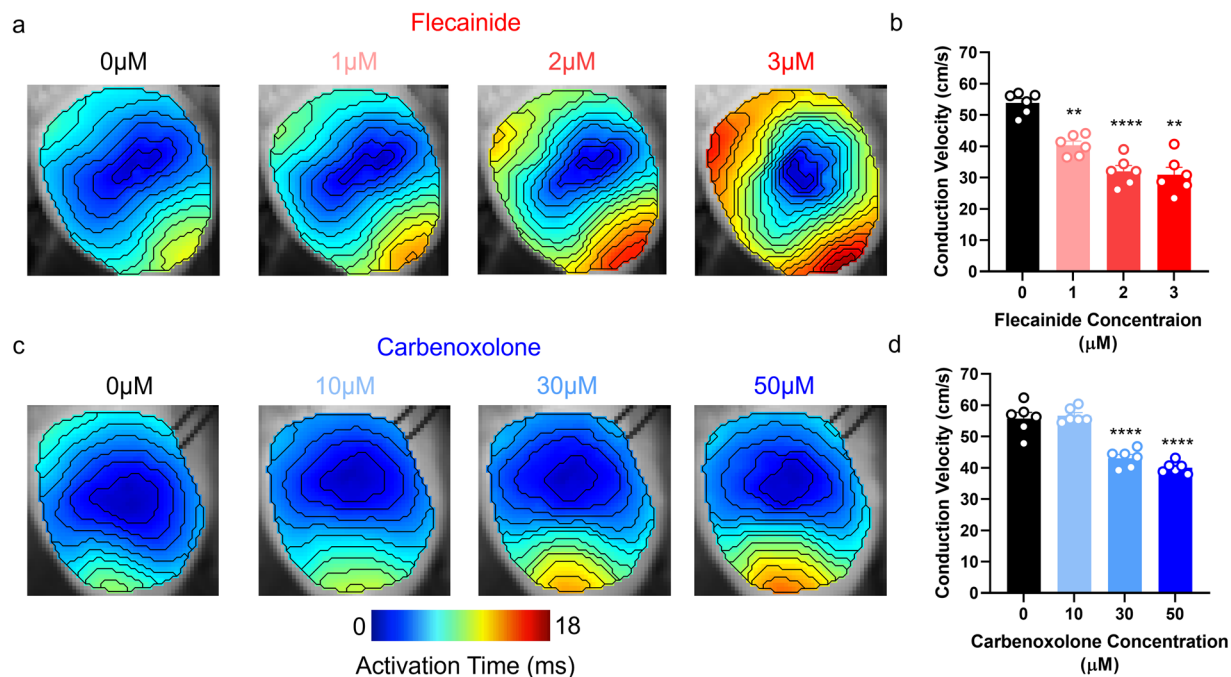 a
Flecainide
0μM
1μM
2μM
3μM
b
Conduction Velocity (cm/s)
70
60
50
40
30
20
10
0
**
****
**
0
1
2
3
Flecainide Concentraion
(μM)
c
Carbenoxolone
0μM
10μM
30μM
50μM
0
18
Activation Time (ms)
d
Conduction Velocity (cm/s)
70
60
50
40
30
20
10
0
****
****
0
10
30
50
Carbenoxolone Concentration
(μM)